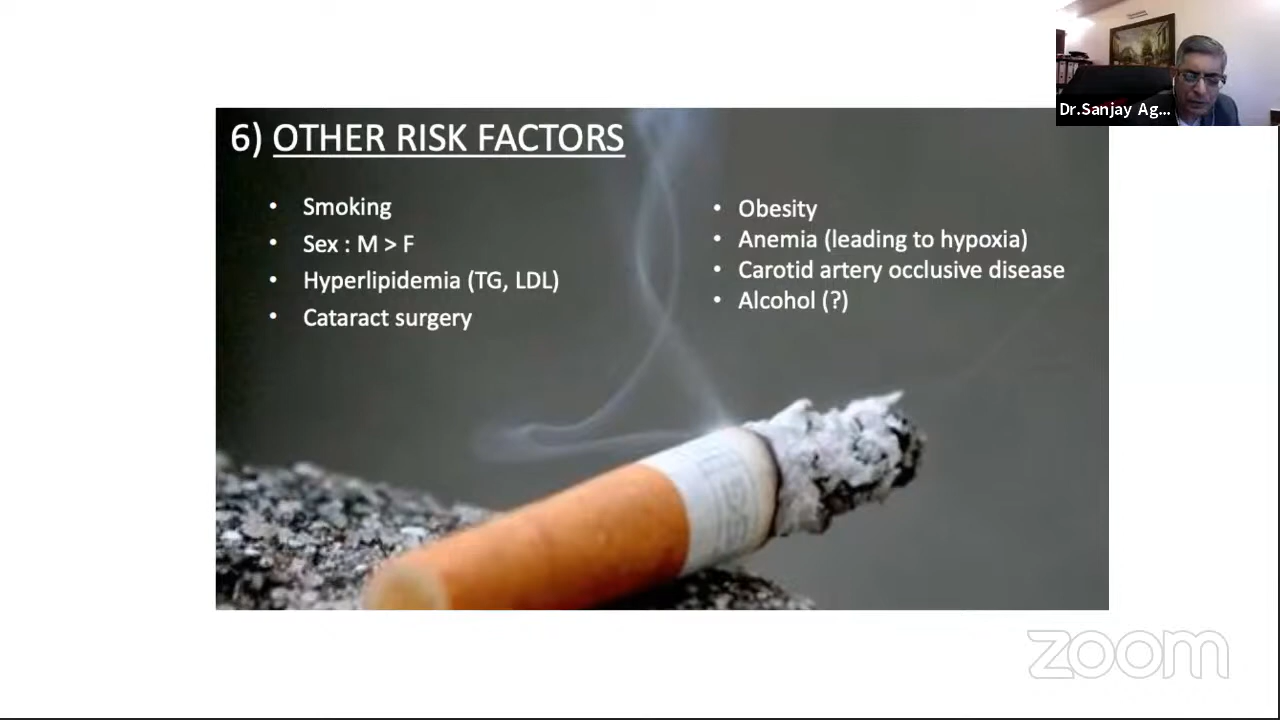 Dr.Sanjay Ag...
6) OTHER RISK FACTORS
• Smoking
• Sex : M > F
• Hyperlipidemia (TG, LDL)
• Cataract surgery
• Obesity
• Anemia (leading to hypoxia)
• Carotid artery occlusive disease
• Alcohol (?)
zoom